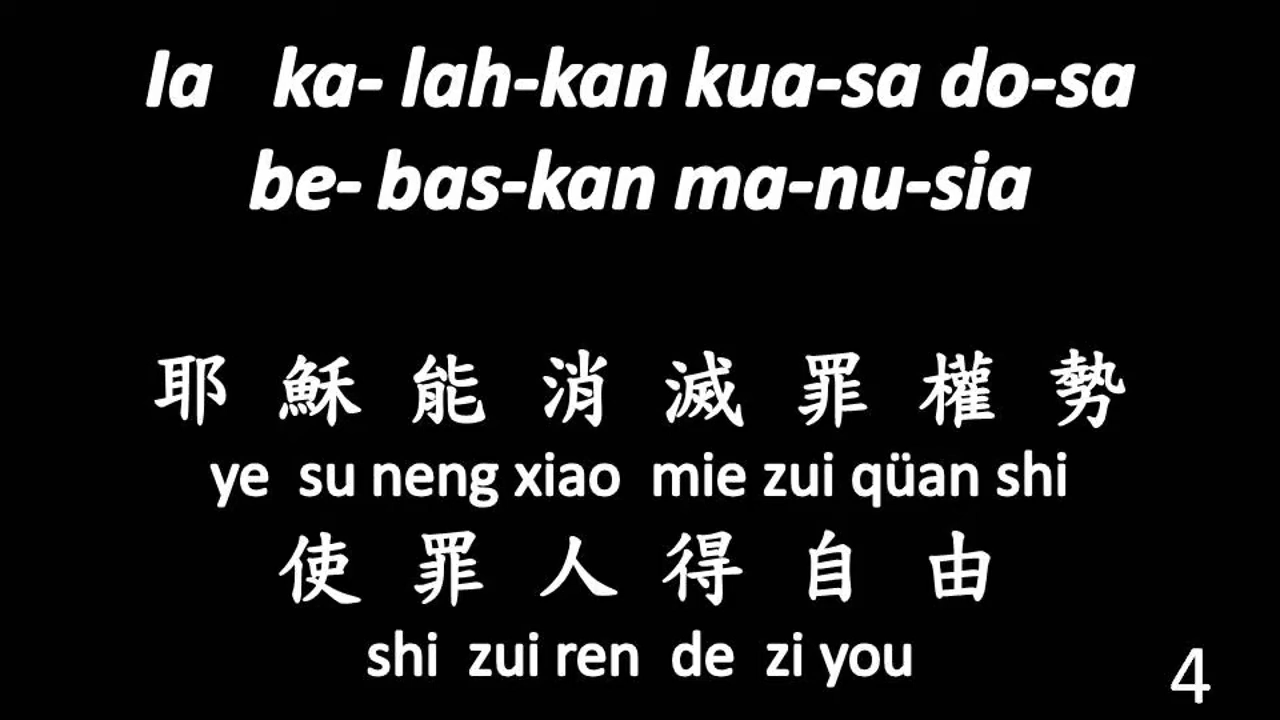 Ia ka- lah-kan kua-sa do-sa
be- bas-kan ma-nu-sia
耶 穌 能 消 滅 罪 權 勢
ye su neng xiao mie zui qüan shi
使 罪 人 得 自 由
shi zui ren de zi you
4